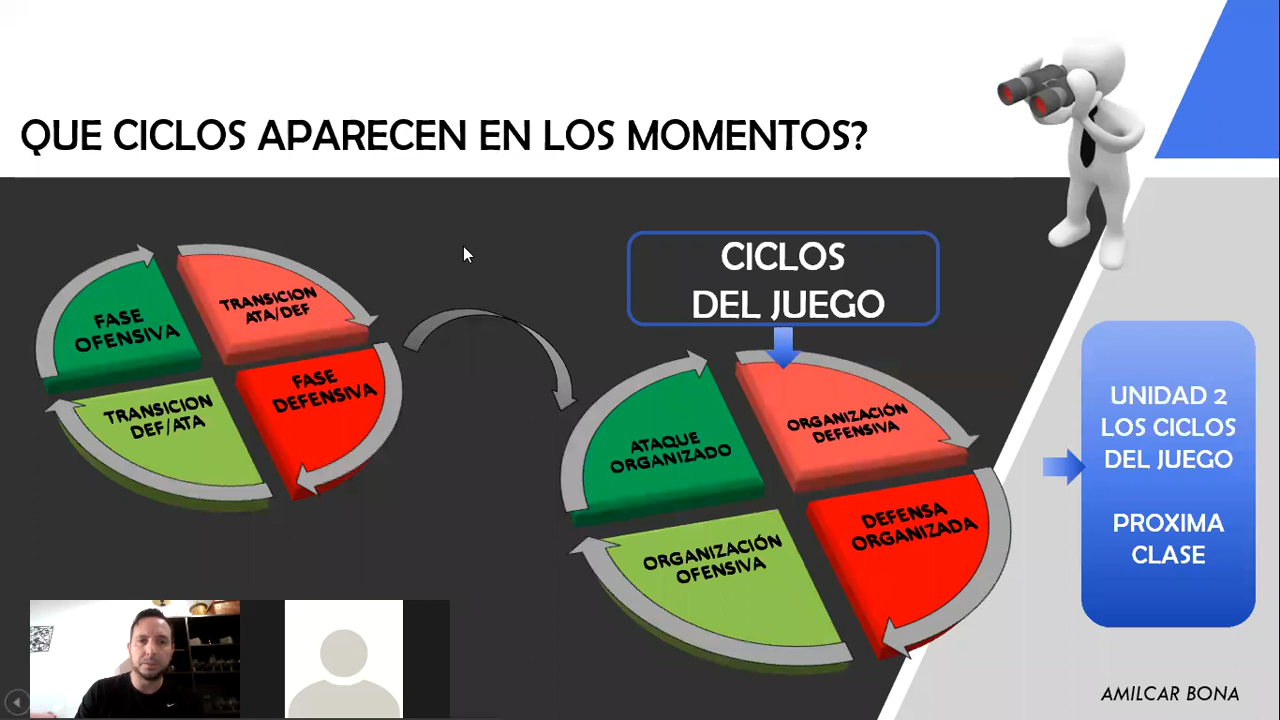 QUE CICLOS APARECEN EN LOS MOMENTOS?
FASE
OFENSIVA
TRANSICION
ATA/DEF
FASE
DEFENSIVA
TRANSICION
DEF/ATA
CICLOS
DEL JUEGO
ATAQUE
ORGANIZADO
ORGANIZACIÓN
DEFENSIVA
DEFENSA
ORGANIZADA
ORGANIZACIÓN
OFENSIVA
UNIDAD 2
LOS CICLOS
DEL JUEGO
PROXIMA
CLASE
AMILCAR BONA